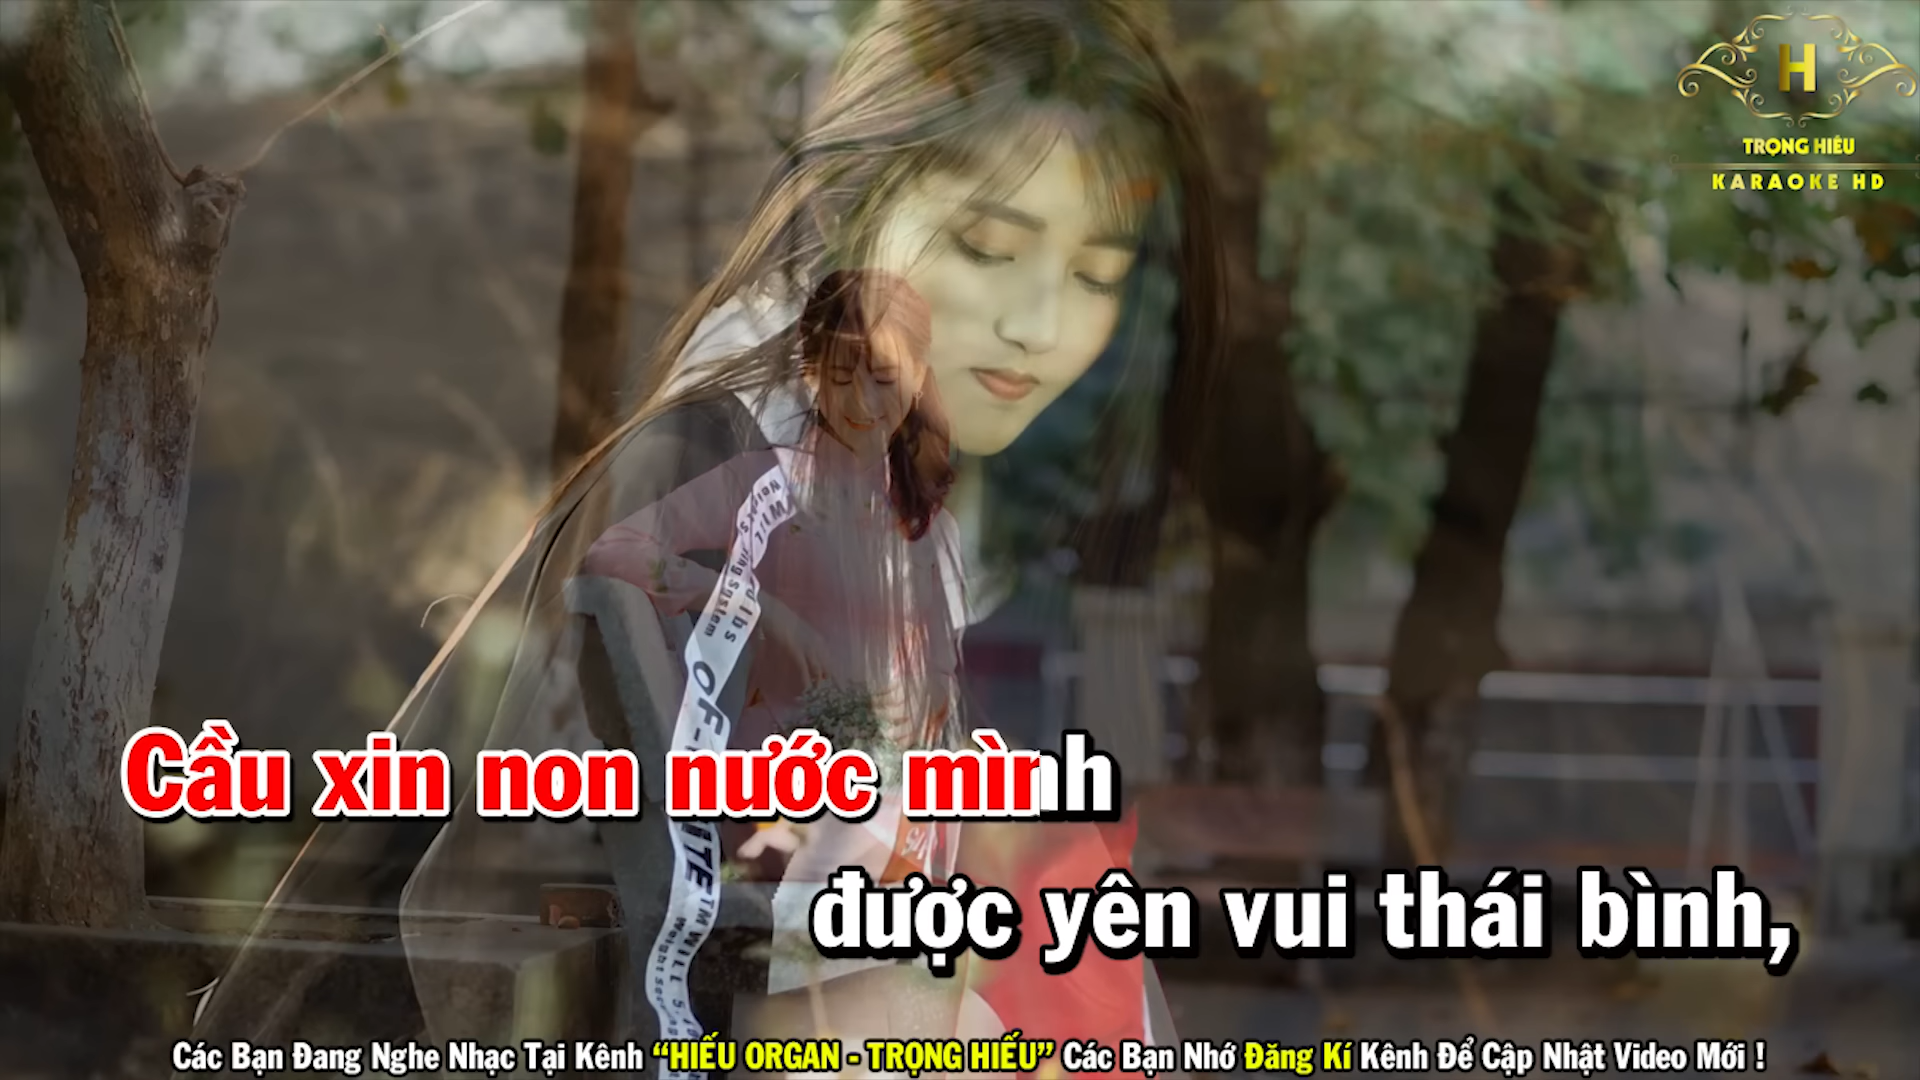 H
TRỌNG HIẾU
KARAOKE HD
Cầu xin non nước mình
được yên vui thái bình,
Các Bạn Đang Nghe Nhạc Tại Kênh “HIẾU ORGAN - TRỌNG HIẾU” Các Bạn Nhớ Đăng Kí Kênh Để Cập Nhật Video Mới !